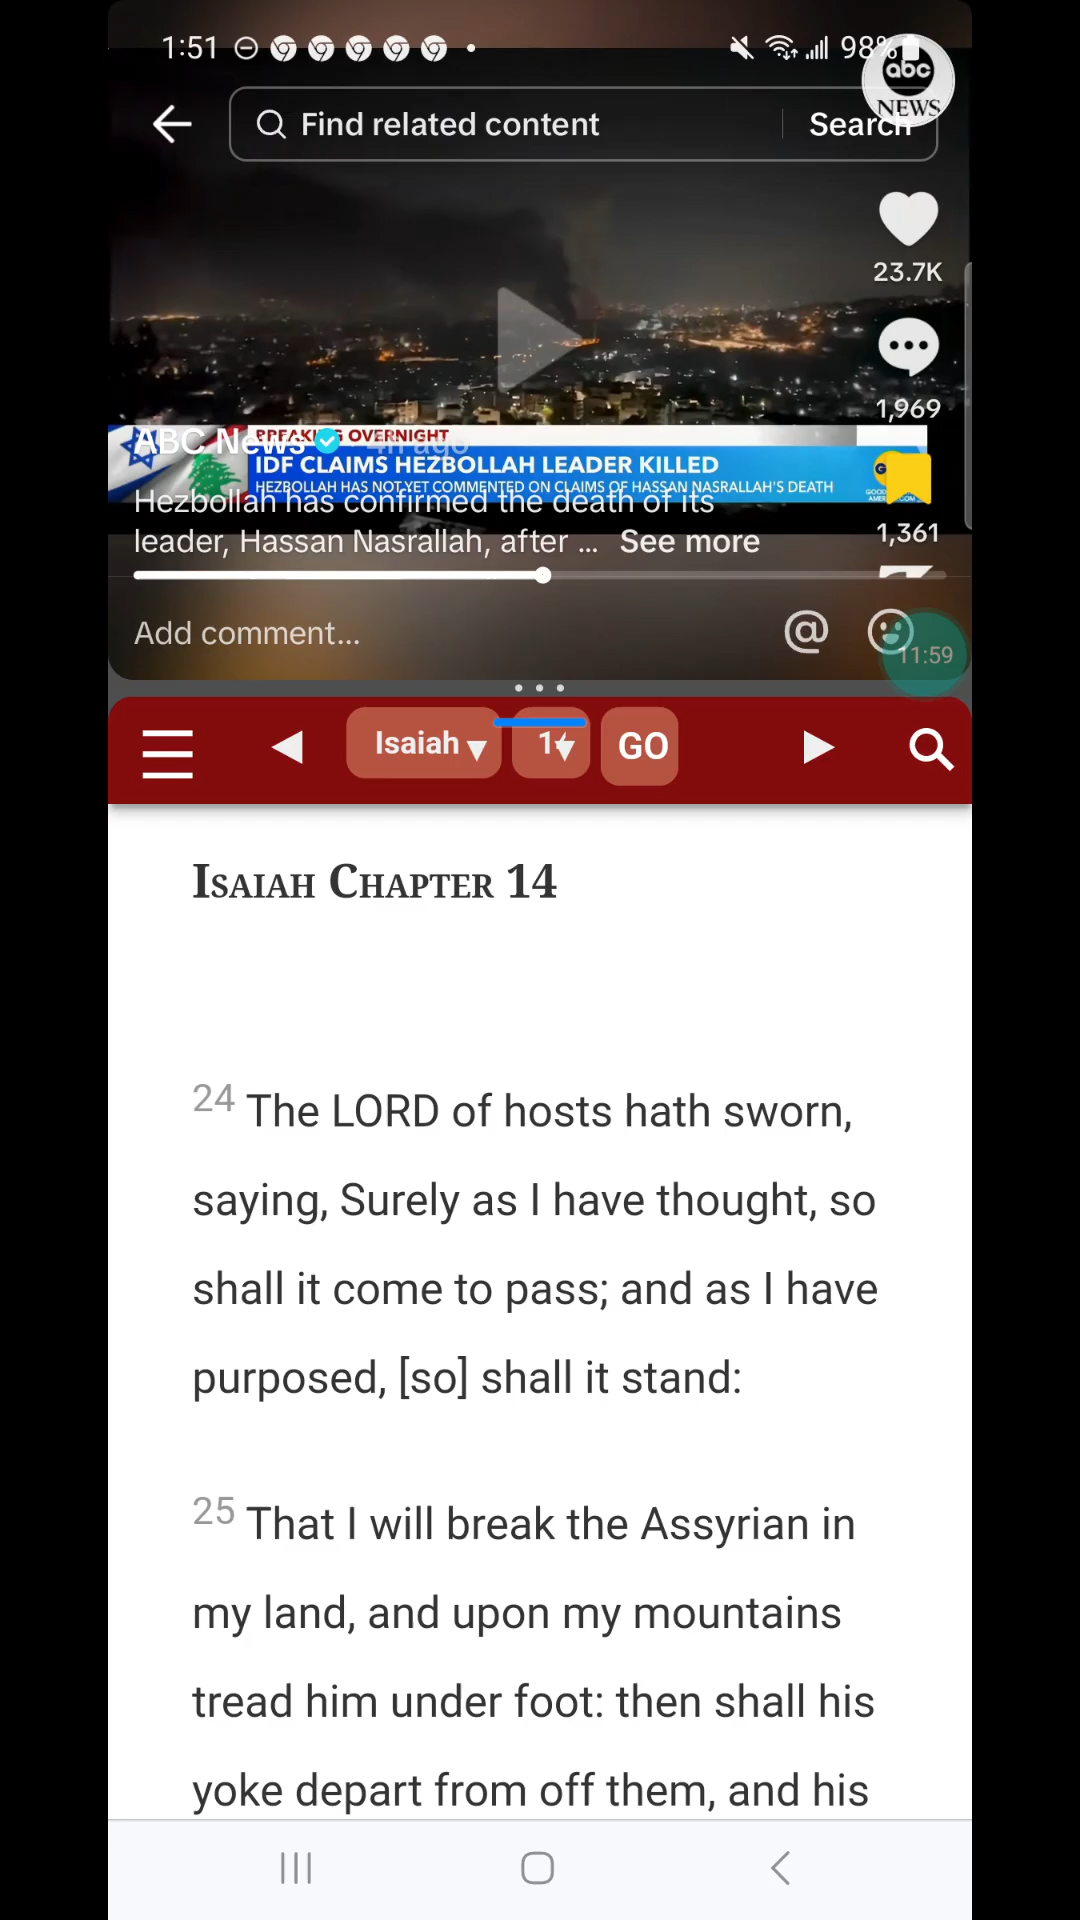 1:51
98%
abc
NEWS
Find related content
Search
23.7K
1,969
BREAKING OVERNIGHT
ABC News
4h ago
IDF CLAIMS HEZBOLLAH LEADER KILLED
HEZBOLLAH HAS NOT YET COMMENTED ON CLAIMS OF HASSAN NASRALLAH'S DEATH
Hezbollah has confirmed the death of its
leader, Hassan Nasrallah, after ... See more
1,361
Add comment...
@
11:59
Isaiah
GO
ISAIAH CHAPTER 14
24 The LORD of hosts hath sworn,
saying, Surely as I have thought, so
shall it come to pass; and as I have
purposed, [so] shall it stand:
25 That I will break the Assyrian in
my land, and upon my mountains
tread him under foot: then shall his
yoke depart from off them, and his